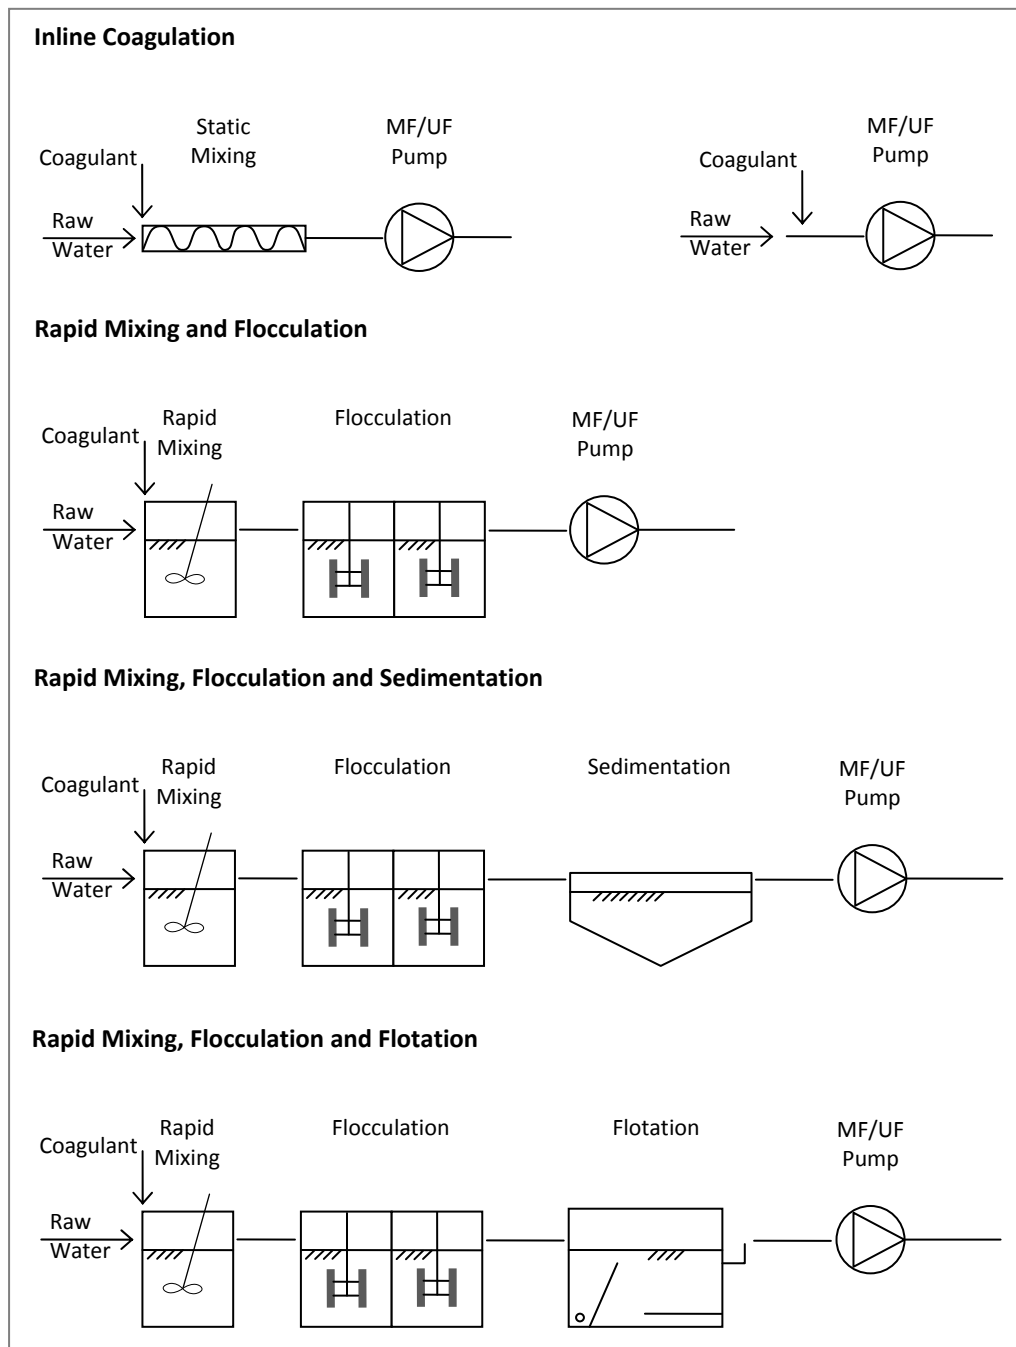 Inline Coagulation
Static
Mixing
MF/UF
Pump
Coagulant
Raw
Water
MF/UF
Pump
Coagulant
Raw
Water
Rapid Mixing and Flocculation
Rapid
Mixing
Flocculation
MF/UF
Pump
Coagulant
Raw
Water
Rapid Mixing, Flocculation and Sedimentation
Rapid
Mixing
Flocculation
Sedimentation
MF/UF
Pump
Coagulant
Raw
Water
Rapid Mixing, Flocculation and Flotation
Rapid
Mixing
Flocculation
Flotation
MF/UF
Pump
Coagulant
Raw
Water